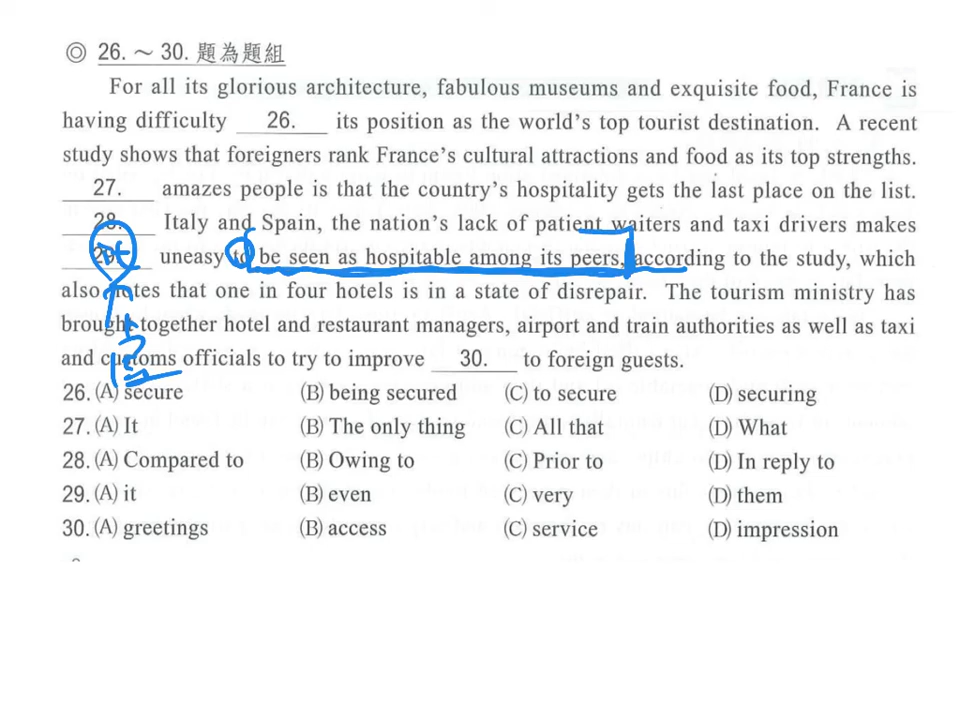 ◎ 26. ～ 30. 題為題組
For all its glorious architecture, fabulous museums and exquisite food, France is
having difficulty 26. its position as the world's top tourist destination. A recent
study shows that foreigners rank France's cultural attractions and food as its top strengths.
27. amazes people is that the country's hospitality gets the last place on the list.
28. Italy and Spain, the nation's lack of patient waiters and taxi drivers makes
29. uneasy to be seen as hospitable among its peers, according to the study, which
also notes that one in four hotels is in a state of disrepair. The tourism ministry has
brought together hotel and restaurant managers, airport and train authorities as well as taxi
and customs officials to try to improve 30. to foreign guests.
26. (A) secure (B) being secured (C) to secure (D) securing
27. (A) It (B) The only thing (C) All that (D) What
28. (A) Compared to (B) Owing to (C) Prior to (D) In reply to
29. (A) it (B) even (C) very (D) them
30. (A) greetings (B) access (C) service (D) impression